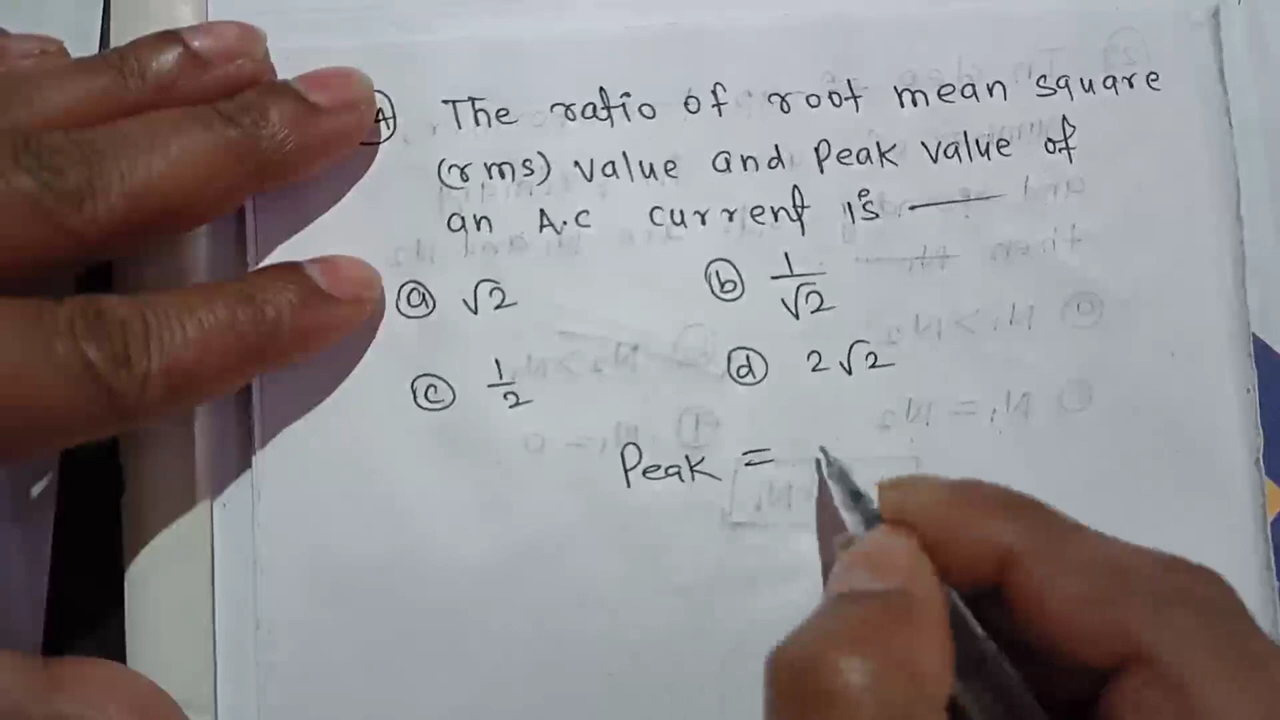 A The ratio of root mean square
(rms) value and Peak value of
an A.C current is ——
a √2
b 1/√2
c 1/2
d 2√2
Peak =